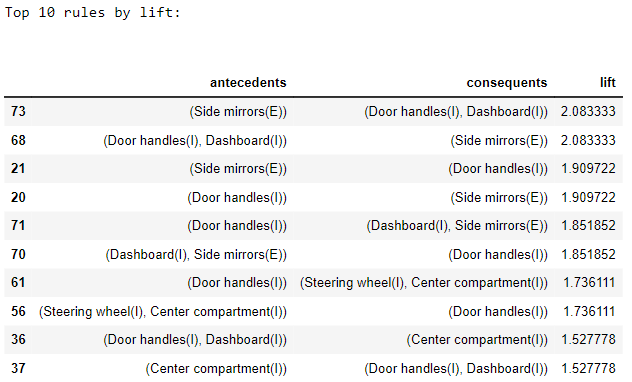 Top 10 rules by lift:
antecedents consequents lift
73 (Side mirrors(E)) (Door handles(I), Dashboard(I)) 2.083333
68 (Door handles(I), Dashboard(I)) (Side mirrors(E)) 2.083333
21 (Side mirrors(E)) (Door handles(I)) 1.909722
20 (Door handles(I)) (Side mirrors(E)) 1.909722
71 (Door handles(I)) (Dashboard(I), Side mirrors(E)) 1.851852
70 (Dashboard(I), Side mirrors(E)) (Door handles(I)) 1.851852
61 (Door handles(I)) (Steering wheel(I), Center compartment(I)) 1.736111
56 (Steering wheel(I), Center compartment(I)) (Door handles(I)) 1.736111
36 (Door handles(I), Dashboard(I)) (Center compartment(I)) 1.527778
37 (Center compartment(I)) (Door handles(I), Dashboard(I)) 1.527778